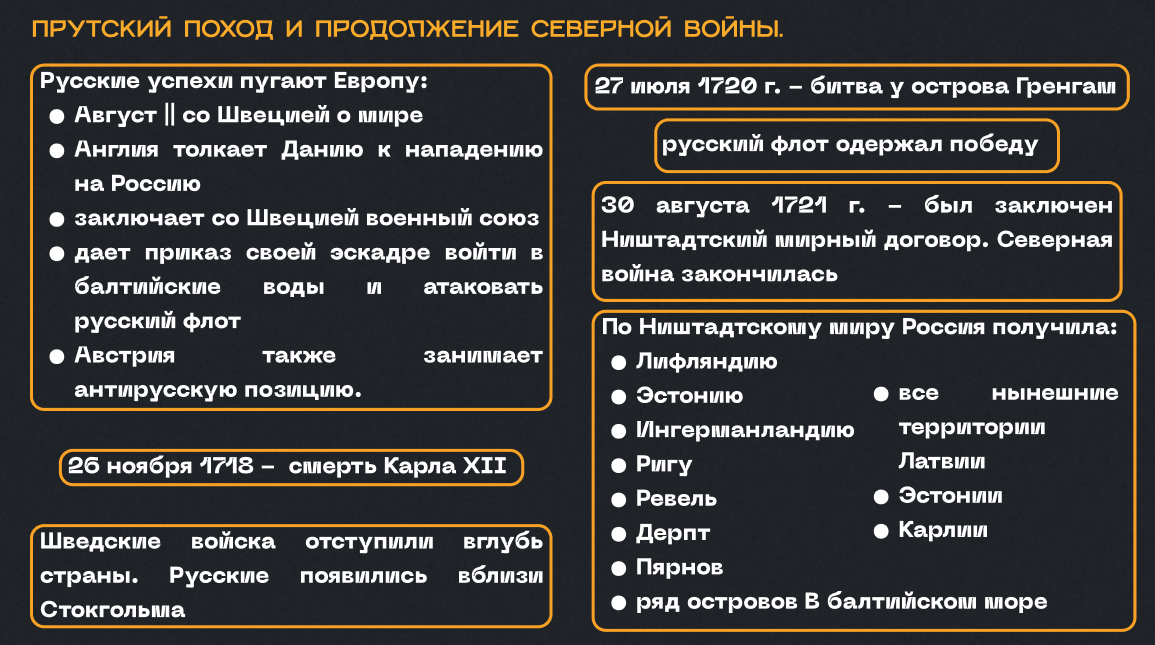 ПРУТСКИЙ ПОХОД И ПРОДОЛЖЕНИЕ СЕВЕРНОЙ ВОЙНЫ.
Русские успехи пугают Европу:
● Август || со Швецией о мире
● Англия толкает Данию к нападению
на Россию
● заключает со Швецией военный союз
● дает приказ своей эскадре войти в
балтийские воды и атаковать
русский флот
● Австрия также занимает
антирусскую позицию.
26 ноября 1718 – смерть Карла XII
Шведские войска отступили вглубь
страны. Русские появились вблизи
Стокгольма
27 июля 1720 г. – битва у острова Гренгам
русский флот одержал победу
30 августа 1721 г. – был заключен
Ништадтский мирный договор. Северная
война закончилась
По Ништадтскому миру Россия получила:
● Лифляндию
● Эстонию
● Ингерманландию
● Ригу
● Ревель
● Дерпт
● Пярнов
● ряд островов В балтийском море
● все нынешние
территории
Латвии
● Эстонии
● Карлии